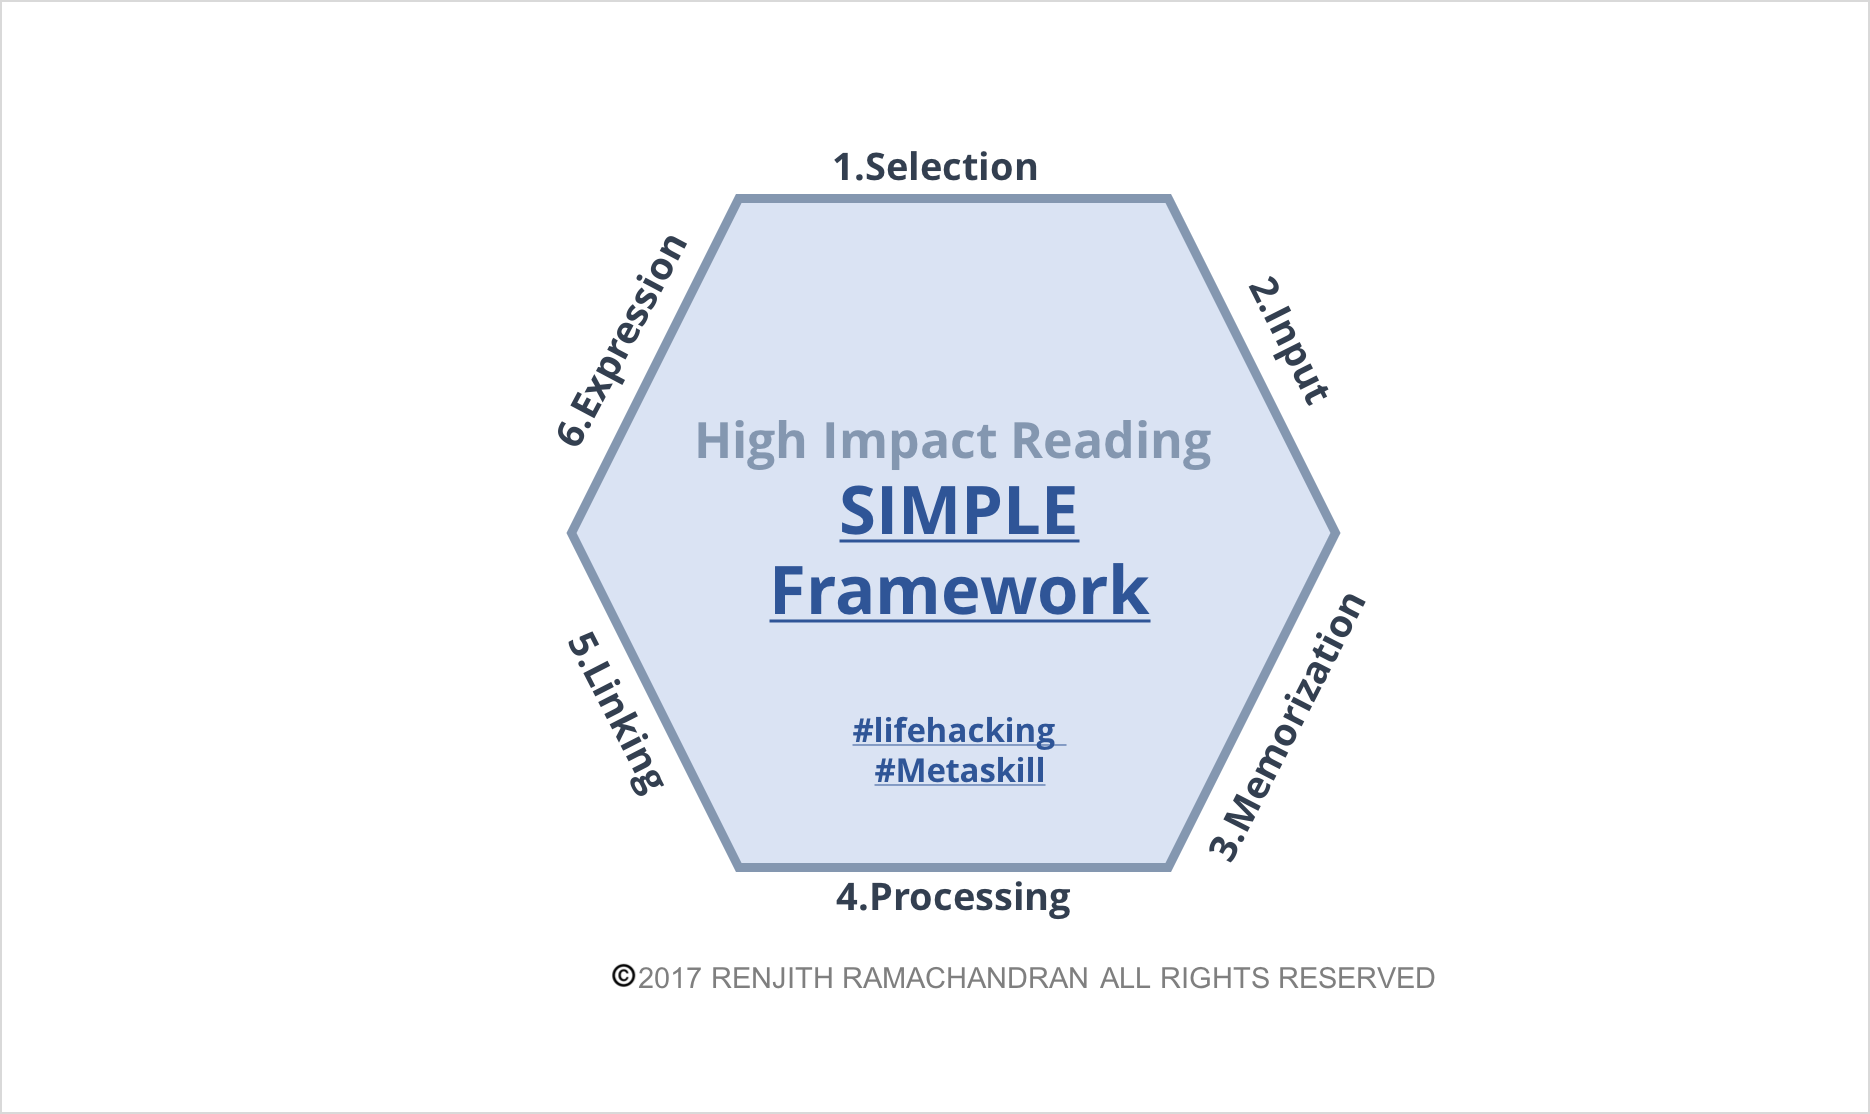 1.Selection
2.Input
3.Memorization
4.Processing
5.Linking
6.Expression
High Impact Reading
SIMPLE
Framework
#lifehacking
#Metaskill
©2017 RENJITH RAMACHANDRAN ALL RIGHTS RESERVED